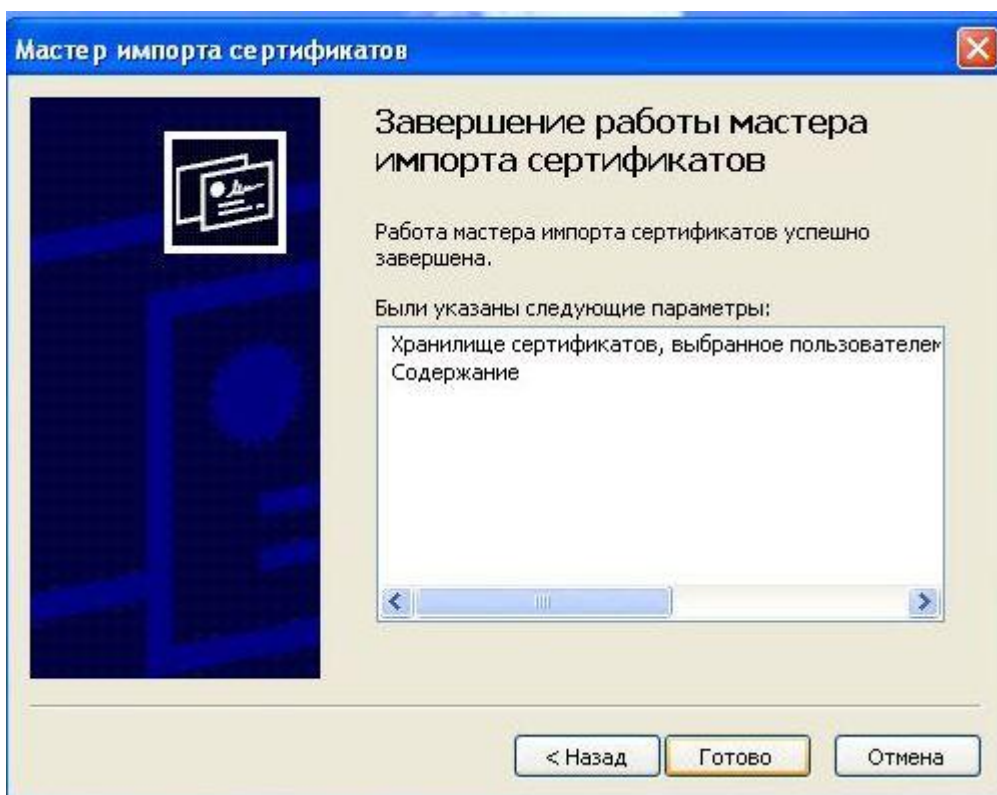 Мастер импорта сертификатов
Завершение работы мастера
импорта сертификатов
Работа мастера импорта сертификатов успешно
завершена.
Были указаны следующие параметры:
Хранилище сертификатов, выбранное пользователем
Содержание
< Назад
Готово
Отмена